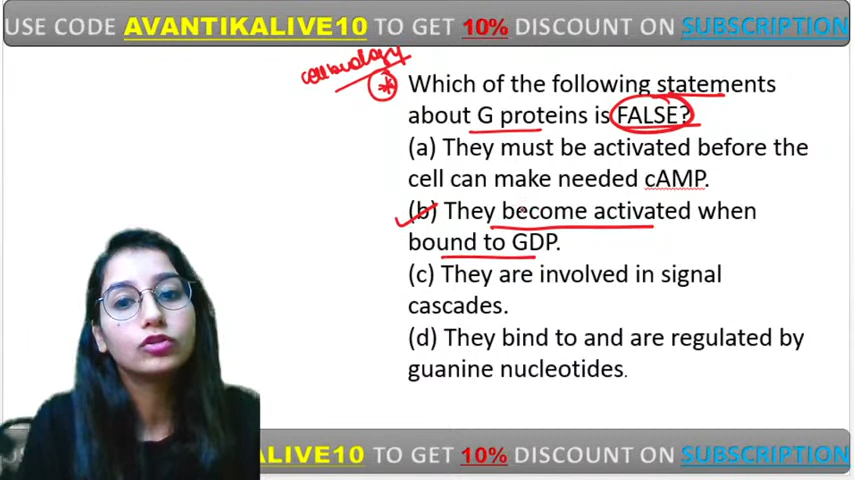 USE CODE AVANTIKALIVE10 TO GET 10% DISCOUNT ON SUBSCRIPTION
cell biology
Which of the following statements
about G proteins is FALSE?
(a) They must be activated before the
cell can make needed cAMP.
(b) They become activated when
bound to GDP.
(c) They are involved in signal
cascades.
(d) They bind to and are regulated by
guanine nucleotides.
ALIVE10 TO GET 10% DISCOUNT ON SUBSCRIPTION